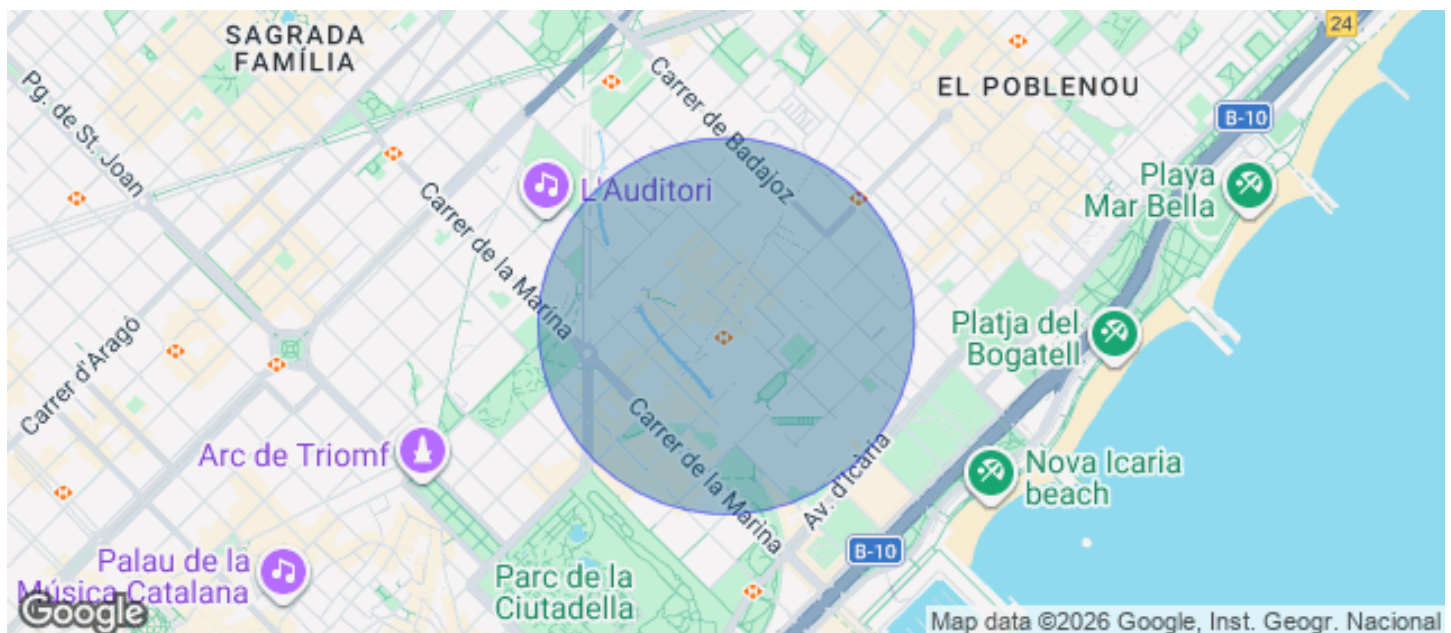 SAGRADA
FAMÍLIA
Pg. de St. Joan
Carrer de Badajoz
EL POBLENOU
24
B-10
Playa
Mar Bella
L'Auditori
Carrer de la Marina
Platja del
Bogatell
Carrer d'Aragó
Arc de Triomf
Carrer de la Marina
Av. d'Icària
Nova Icaria
beach
B-10
Palau de la
Música Catalana
Parc de la
Ciutadella
Google
Map data ©2026 Google, Inst. Geogr. Nacional